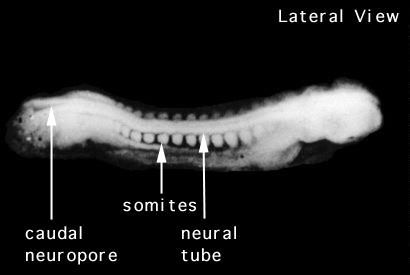 Lateral View
somites
caudal
neuropore
neural
tube